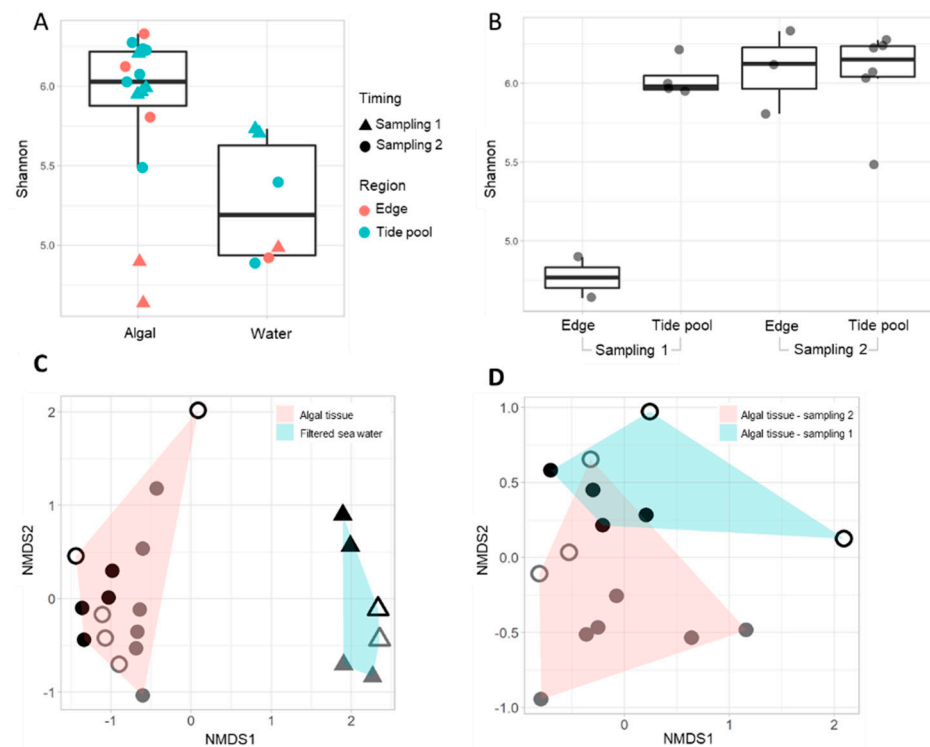 A
Shannon
6.0
5.5
5.0
Algal
Water
Timing
Sampling 1
Sampling 2
Region
Edge
Tide pool
B
Shannon
6.0
5.5
5.0
Edge
Tide pool
Edge
Tide pool
Sampling 1
Sampling 2
C
NMDS2
2
1
0
-1
-1
0
1
2
NMDS1
Algal tissue
Filtered sea water
D
NMDS2
1.0
0.5
0.0
-0.5
-1.0
0
1
2
NMDS1
Algal tissue - sampling 2
Algal tissue - sampling 1